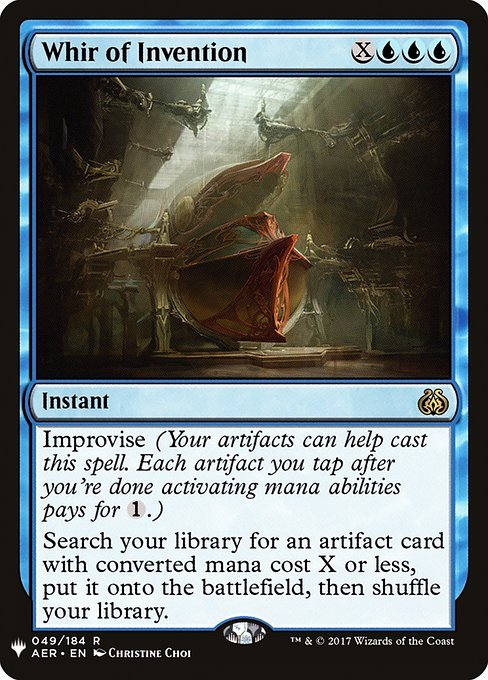 Whir of Invention X
Instant
Improvise (Your artifacts can help cast
this spell. Each artifact you tap after
you're done activating mana abilities
pays for 1.)
Search your library for an artifact card
with converted mana cost X or less,
put it onto the battlefield, then shuffle
your library.
049/184 R
AER • EN Christine Choi
™ & © 2017 Wizards of the Coast